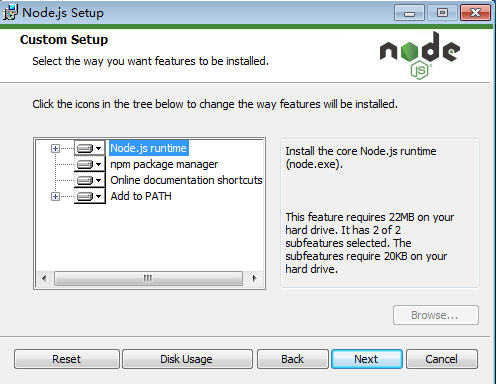 Node.js Setup
Custom Setup
Select the way you want features to be installed.
node
JS
Click the icons in the tree below to change the way features will be installed.
Node.js runtime
npm package manager
Online documentation shortcuts
Add to PATH
Install the core Node.js runtime
(node.exe).
This feature requires 22MB on your
hard drive. It has 2 of 2
subfeatures selected. The
subfeatures require 20KB on your
hard drive.
Browse...
Reset
Disk Usage
Back
Next
Cancel